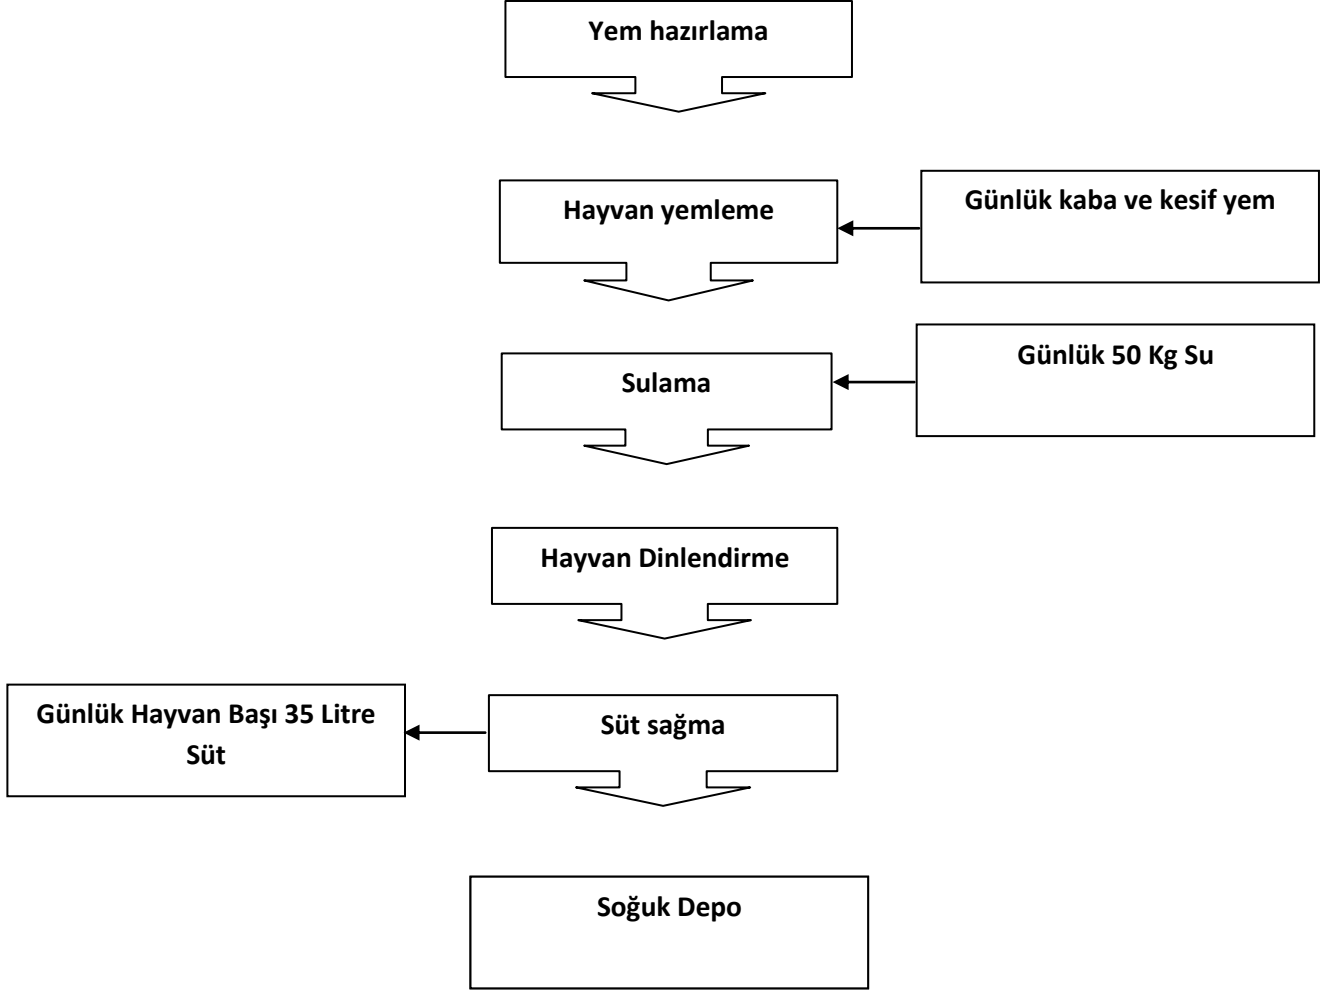 Yem hazırlama
Hayvan yemleme
Günlük kaba ve kesif yem
Sulama
Günlük 50 Kg Su
Hayvan Dinlendirme
Günlük Hayvan Başı 35 Litre
Süt
Süt sağma
Soğuk Depo